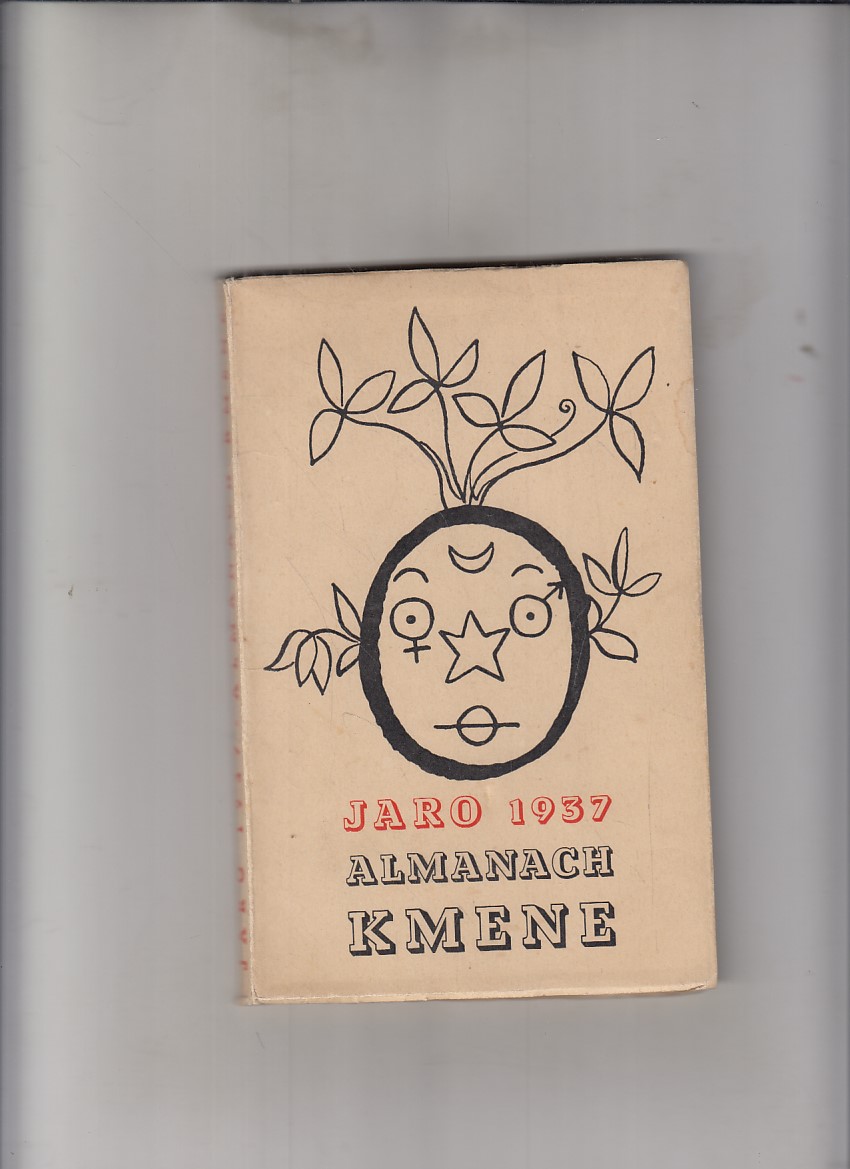 JARO 1937
ALMANACH
KMENE